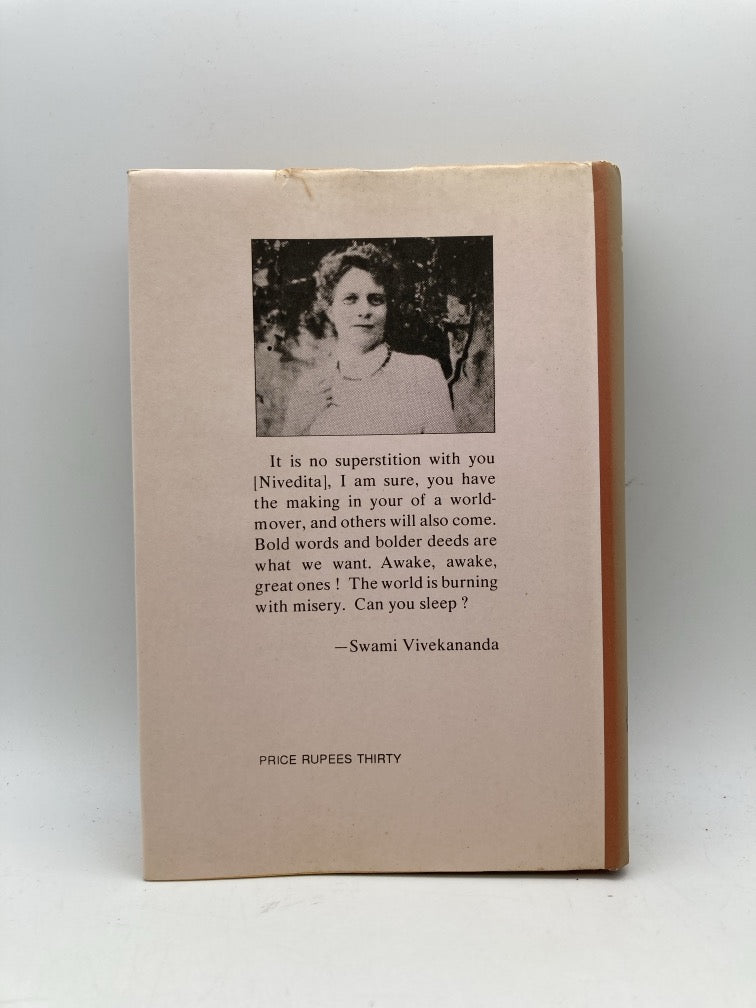 It is no superstition with you
[Nivedita], I am sure, you have
the making in your of a world-
mover, and others will also come.
Bold words and bolder deeds are
what we want. Awake, awake,
great ones ! The world is burning
with misery. Can you sleep ?
—Swami Vivekananda
PRICE RUPEES THIRTY